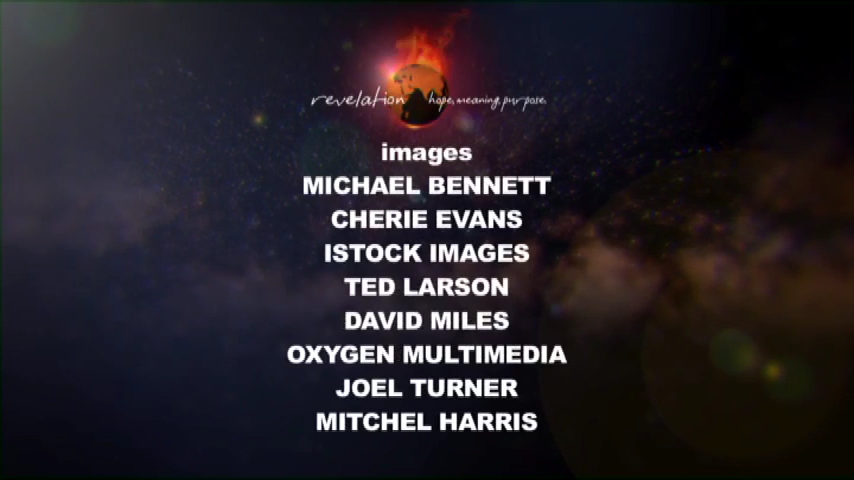 revelation hope, meaning, purpose.
images
MICHAEL BENNETT
CHERIE EVANS
ISTOCK IMAGES
TED LARSON
DAVID MILES
OXYGEN MULTIMEDIA
JOEL TURNER
MITCHEL HARRIS